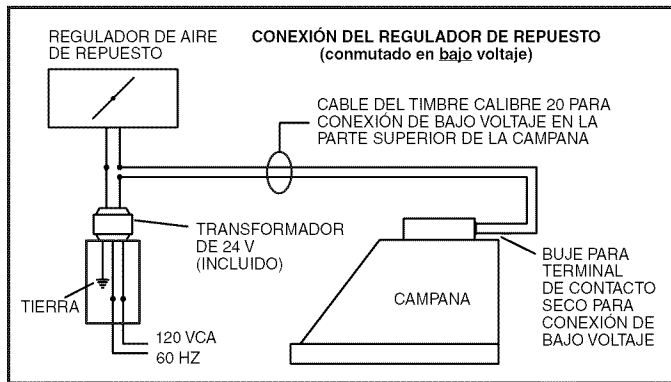 REGULADOR DE AIRE
DE REPUESTO
CONEXIÓN DEL REGULADOR DE REPUESTO
(conmutado en bajo voltaje)
CABLE DEL TIMBRE CALIBRE 20 PARA
CONEXIÓN DE BAJO VOLTAJE EN LA
PARTE SUPERIOR DE LA CAMPANA
TRANSFORMADOR
DE 24 V
(INCLUIDO)
TIERRA
120 VCA
60 HZ
CAMPANA
BUJE PARA
TERMINAL
DE CONTACTO
SECO PARA
CONEXIÓN DE
BAJO VOLTAJE